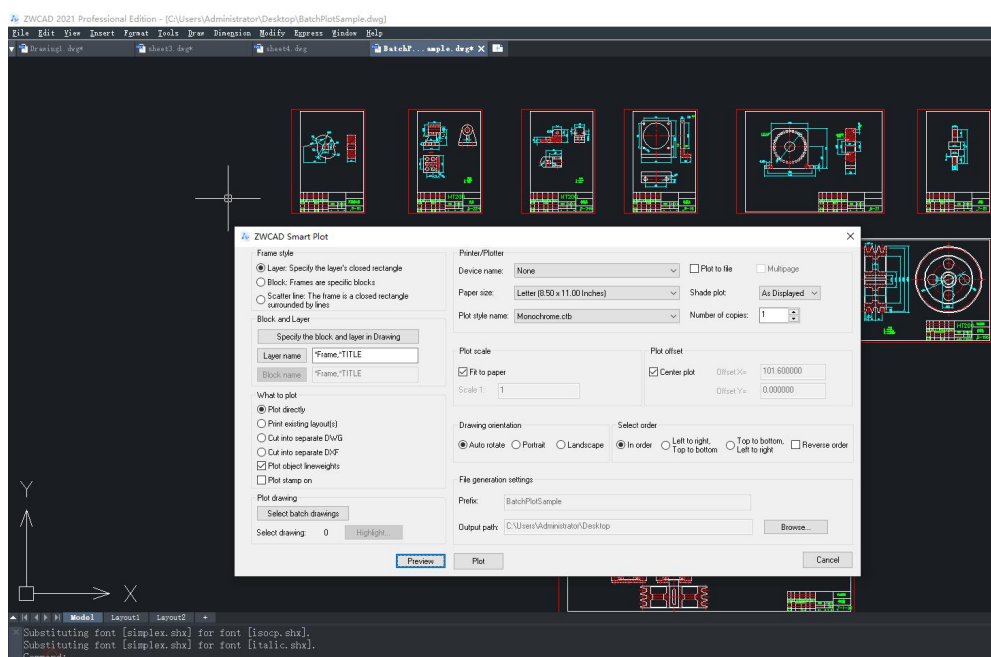 ZWCAD 2021 Professional Edition - [C:\Users\Administrator\Desktop\BatchPlotSample.dwg]
File Edit View Insert Format Tools Draw Dimension Modify Express Window Help
Drawing1.dwg* sheet3.dwg* sheet4.dwg BatchP...ample.dwg*
HT200
HT200
ZWCAD Smart Plot
Frame style
Layer: Specify the layer's closed rectangle
Block: Frames are specific blocks
Scatter line: The frame is a closed rectangle
surrounded by lines
Block and Layer
Specify the block and layer in Drawing
Layer name *Frame,*TITLE
Block name *Frame,*TITLE
What to plot
Plot directly
Print existing layout(s)
Cut into separate DWG
Cut into separate DXF
Plot object lineweights
Plot stamp on
Plot drawing
Select batch drawings
Select drawing: 0 Highlight...
Printer/Plotter
Device name: None Plot to file Multipage
Paper size: Letter (8.50 x 11.00 Inches) Shade plot: As Displayed
Plot style name: Monochrome.ctb Number of copies: 1
Plot scale
Fit to paper
Scale 1: 1
Plot offset
Center plot Offset X= 101.600000
Offset Y= 0.000000
Drawing orientation
Auto rotate Portrait Landscape
Select order
In order Left to right, Top to bottom Top to bottom, Left to right Reverse order
File generation settings
Prefix: BatchPlotSample
Output path: C:\Users\Administrator\Desktop Browse...
Preview Plot Cancel
HT200
Y
X
Model Layout1 Layout2 +
Substituting font [simplex.shx] for font [isocp.shx].
Substituting font [simplex.shx] for font [italic.shx].
Command: